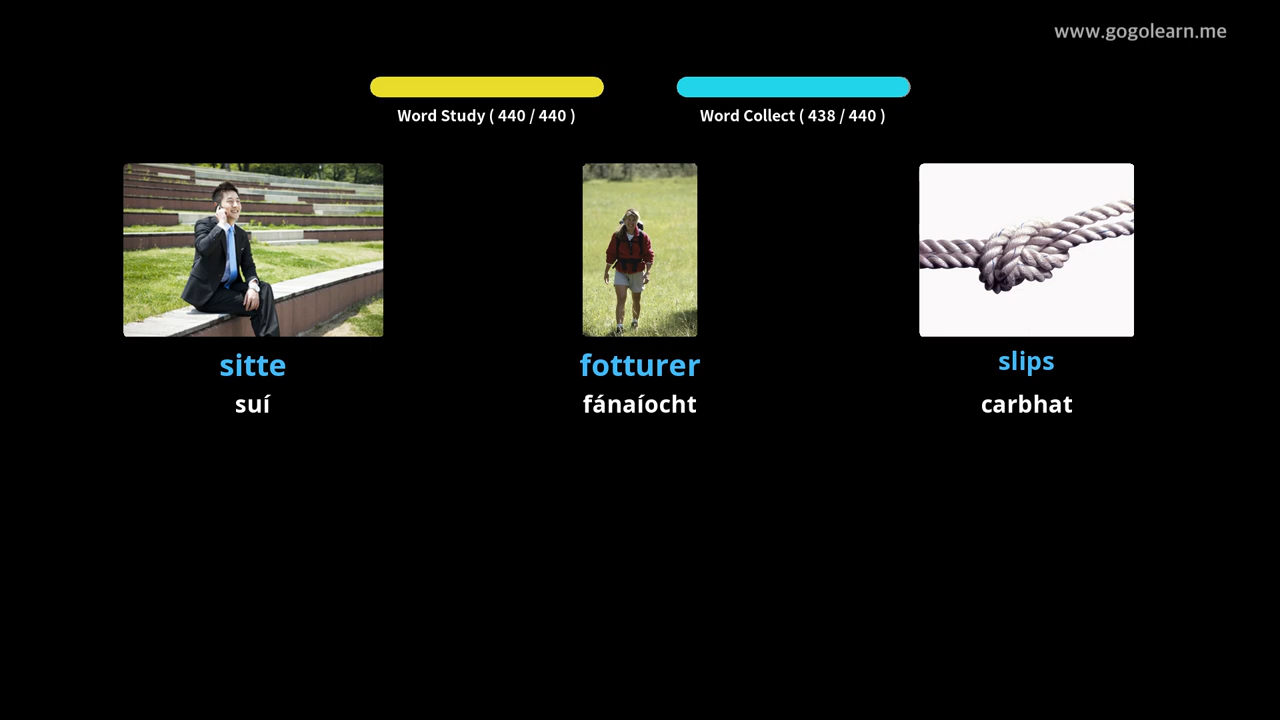 www.gogolearn.me
Word Study ( 440 / 440 )
Word Collect ( 438 / 440 )
sitte
fotturer
slips
suí
fánaíocht
carbhat